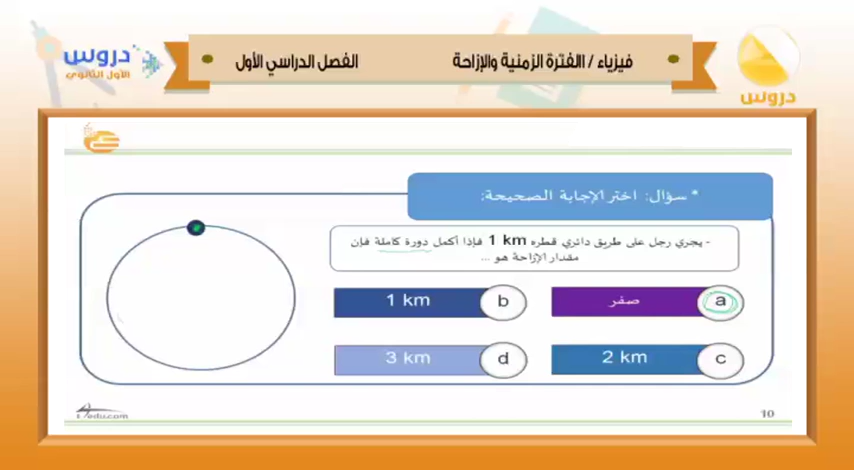 دروس
الأول الثانوي
فيزياء / الفترة الزمنية والإزاحة
الفصل الدراسي الأول
دروس
* سؤال: اختر الإجابة الصحيحة:
- يجري رجل على طريق دائري قطره 1 km فإذا أكمل دورة كاملة فإن
مقدار الإزاحة هو ...
a صفر
b 1 km
c 2 km
d 3 km
edu.com
10